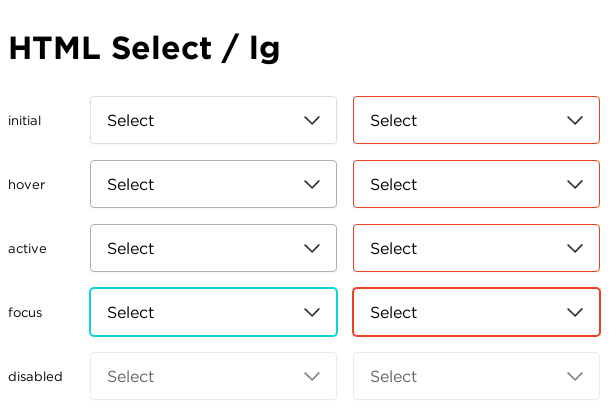 HTML Select / lg
initial Select Select
hover Select Select
active Select Select
focus Select Select
disabled Select Select